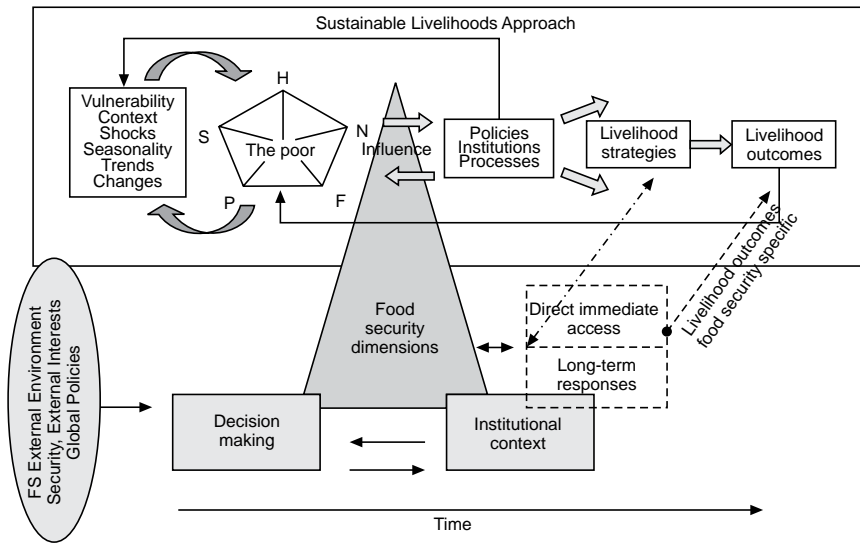 Sustainable Livelihoods Approach
Vulnerability
Context
Shocks
Seasonality
Trends
Changes
H
S
N
P
F
The poor
Influence
Policies
Institutions
Processes
Livelihood
strategies
Livelihood
outcomes
Livelihood outcomes
food security specific
FS External Environment
Security, External Interests
Global Policies
Food
security
dimensions
Direct immediate
access
Long-term
responses
Decision
making
Institutional
context
Time